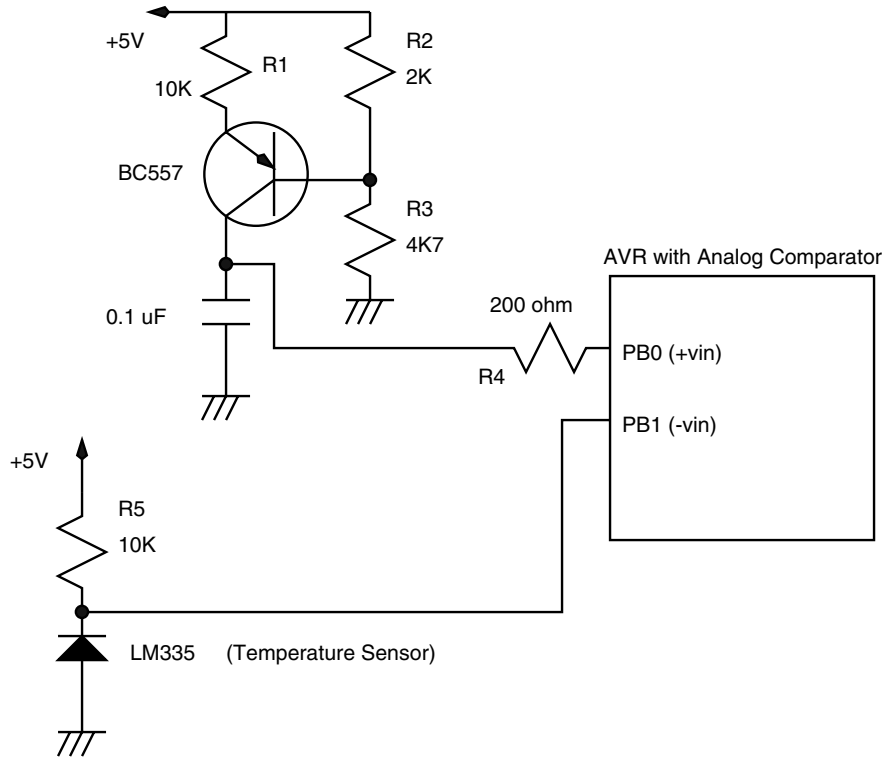 +5V
R1
10K
R2
2K
BC557
R3
4K7
AVR with Analog Comparator
0.1 uF
200 ohm
R4
PB0 (+vin)
PB1 (-vin)
+5V
R5
10K
LM335 (Temperature Sensor)